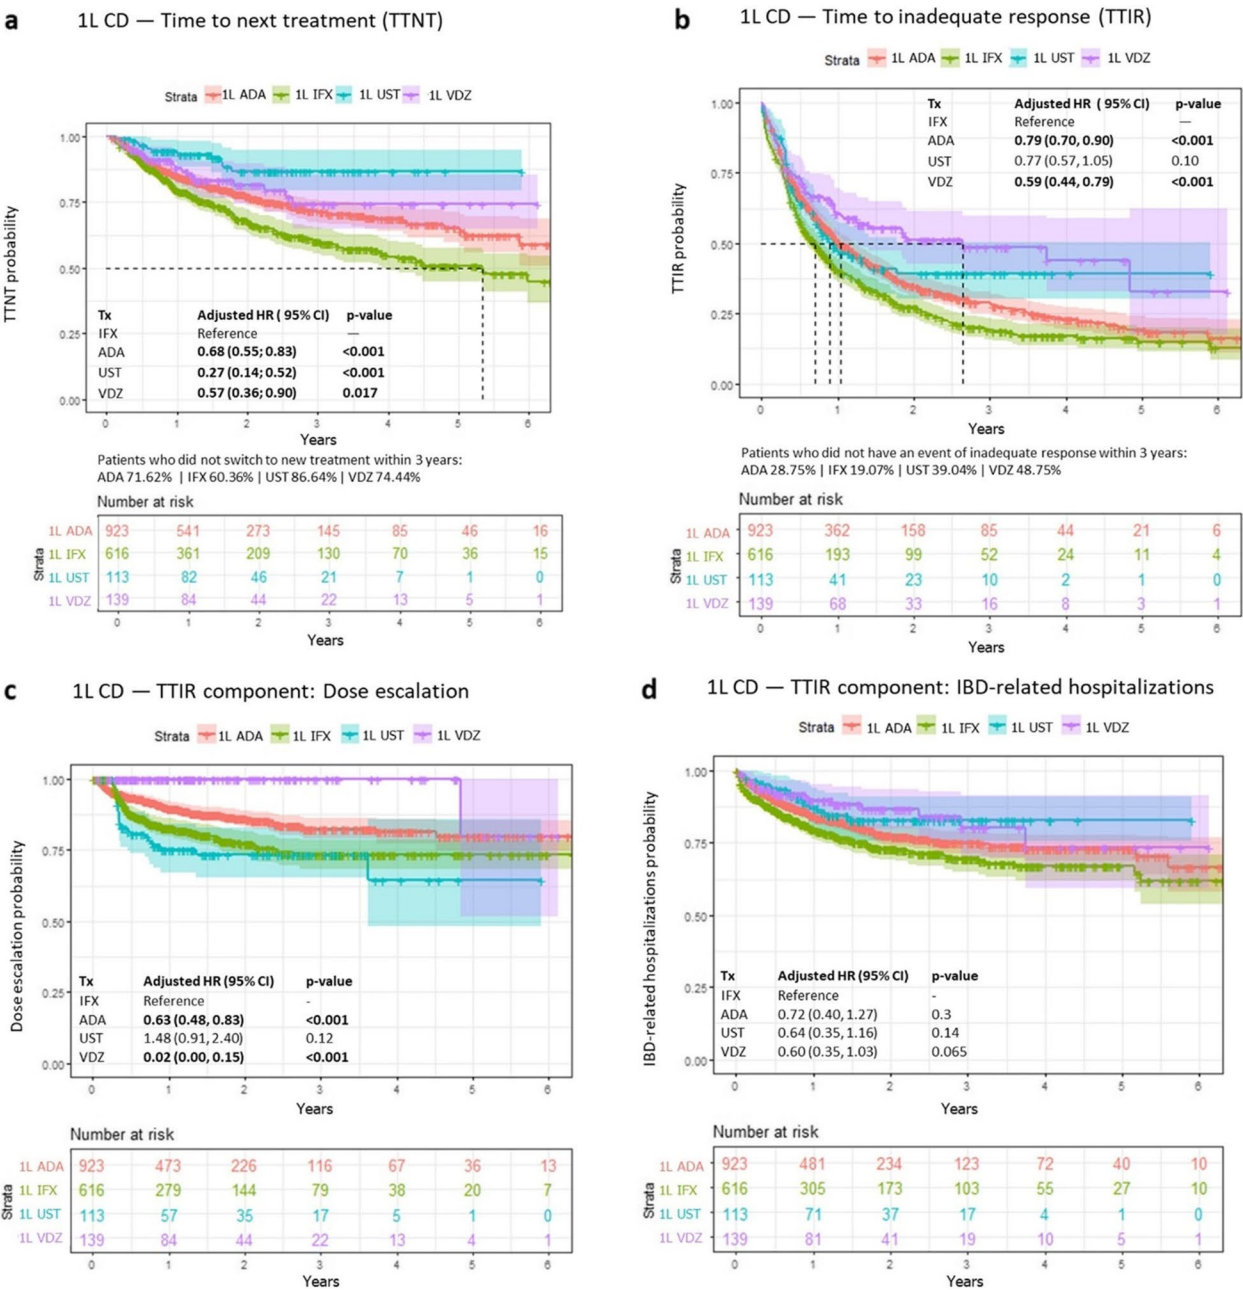 a
1L CD — Time to next treatment (TTNT)
Strata 1L ADA 1L IFX 1L UST 1L VDZ
TTNT probability
1.00
0.75
0.50
0.25
0.00
Tx Adjusted HR ( 95% CI) p-value
IFX Reference —
ADA 0.68 (0.55; 0.83) <0.001
UST 0.27 (0.14; 0.52) <0.001
VDZ 0.57 (0.36; 0.90) 0.017
0 1 2 3 4 5 6
Years
Patients who did not switch to new treatment within 3 years:
ADA 71.62% | IFX 60.36% | UST 86.64% | VDZ 74.44%
Number at risk
Strata
1L ADA 923 541 273 145 85 46 16
1L IFX 616 361 209 130 70 36 15
1L UST 113 82 46 21 7 1 0
1L VDZ 139 84 44 22 13 5 1
0 1 2 3 4 5 6
Years
b
1L CD — Time to inadequate response (TTIR)
Strata 1L ADA 1L IFX 1L UST 1L VDZ
TTIR probability
1.00
0.75
0.50
0.25
0.00
Tx Adjusted HR ( 95% CI) p-value
IFX Reference —
ADA 0.79 (0.70, 0.90) <0.001
UST 0.77 (0.57, 1.05) 0.10
VDZ 0.59 (0.44, 0.79) <0.001
0 1 2 3 4 5 6
Years
Patients who did not have an event of inadequate response within 3 years:
ADA 28.75% | IFX 19.07% | UST 39.04% | VDZ 48.75%
Number at risk
Strata
1L ADA 923 362 158 85 44 21 6
1L IFX 616 193 99 52 24 11 4
1L UST 113 41 23 10 2 1 0
1L VDZ 139 68 33 16 8 3 1
0 1 2 3 4 5 6
Years
c
1L CD — TTIR component: Dose escalation
Strata 1L ADA 1L IFX 1L UST 1L VDZ
Dose escalation probability
1.00
0.75
0.50
0.25
0.00
Tx Adjusted HR (95% CI) p-value
IFX Reference -
ADA 0.63 (0.48, 0.83) <0.001
UST 1.48 (0.91, 2.40) 0.12
VDZ 0.02 (0.00, 0.15) <0.001
0 1 2 3 4 5 6
Years
Number at risk
Strata
1L ADA 923 473 226 116 67 36 13
1L IFX 616 279 144 79 38 20 7
1L UST 113 57 35 17 5 1 0
1L VDZ 139 84 44 22 13 4 1
0 1 2 3 4 5 6
Years
d
1L CD — TTIR component: IBD-related hospitalizations
Strata 1L ADA 1L IFX 1L UST 1L VDZ
IBD-related hospitalizations probability
1.00
0.75
0.50
0.25
0.00
Tx Adjusted HR (95% CI) p-value
IFX Reference -
ADA 0.72 (0.40, 1.27) 0.3
UST 0.64 (0.35, 1.16) 0.14
VDZ 0.60 (0.35, 1.03) 0.065
0 1 2 3 4 5 6
Years
Number at risk
Strata
1L ADA 923 481 234 123 72 40 10
1L IFX 616 305 173 103 55 27 10
1L UST 113 71 37 17 4 1 0
1L VDZ 139 81 41 19 10 5 1
0 1 2 3 4 5 6
Years